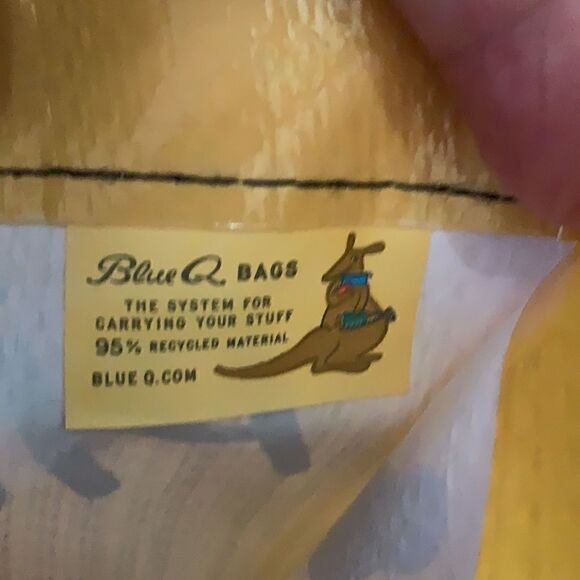 Blue Q BAGS
THE SYSTEM FOR
CARRYING YOUR STUFF
95% RECYCLED MATERIAL
BLUE Q.COM